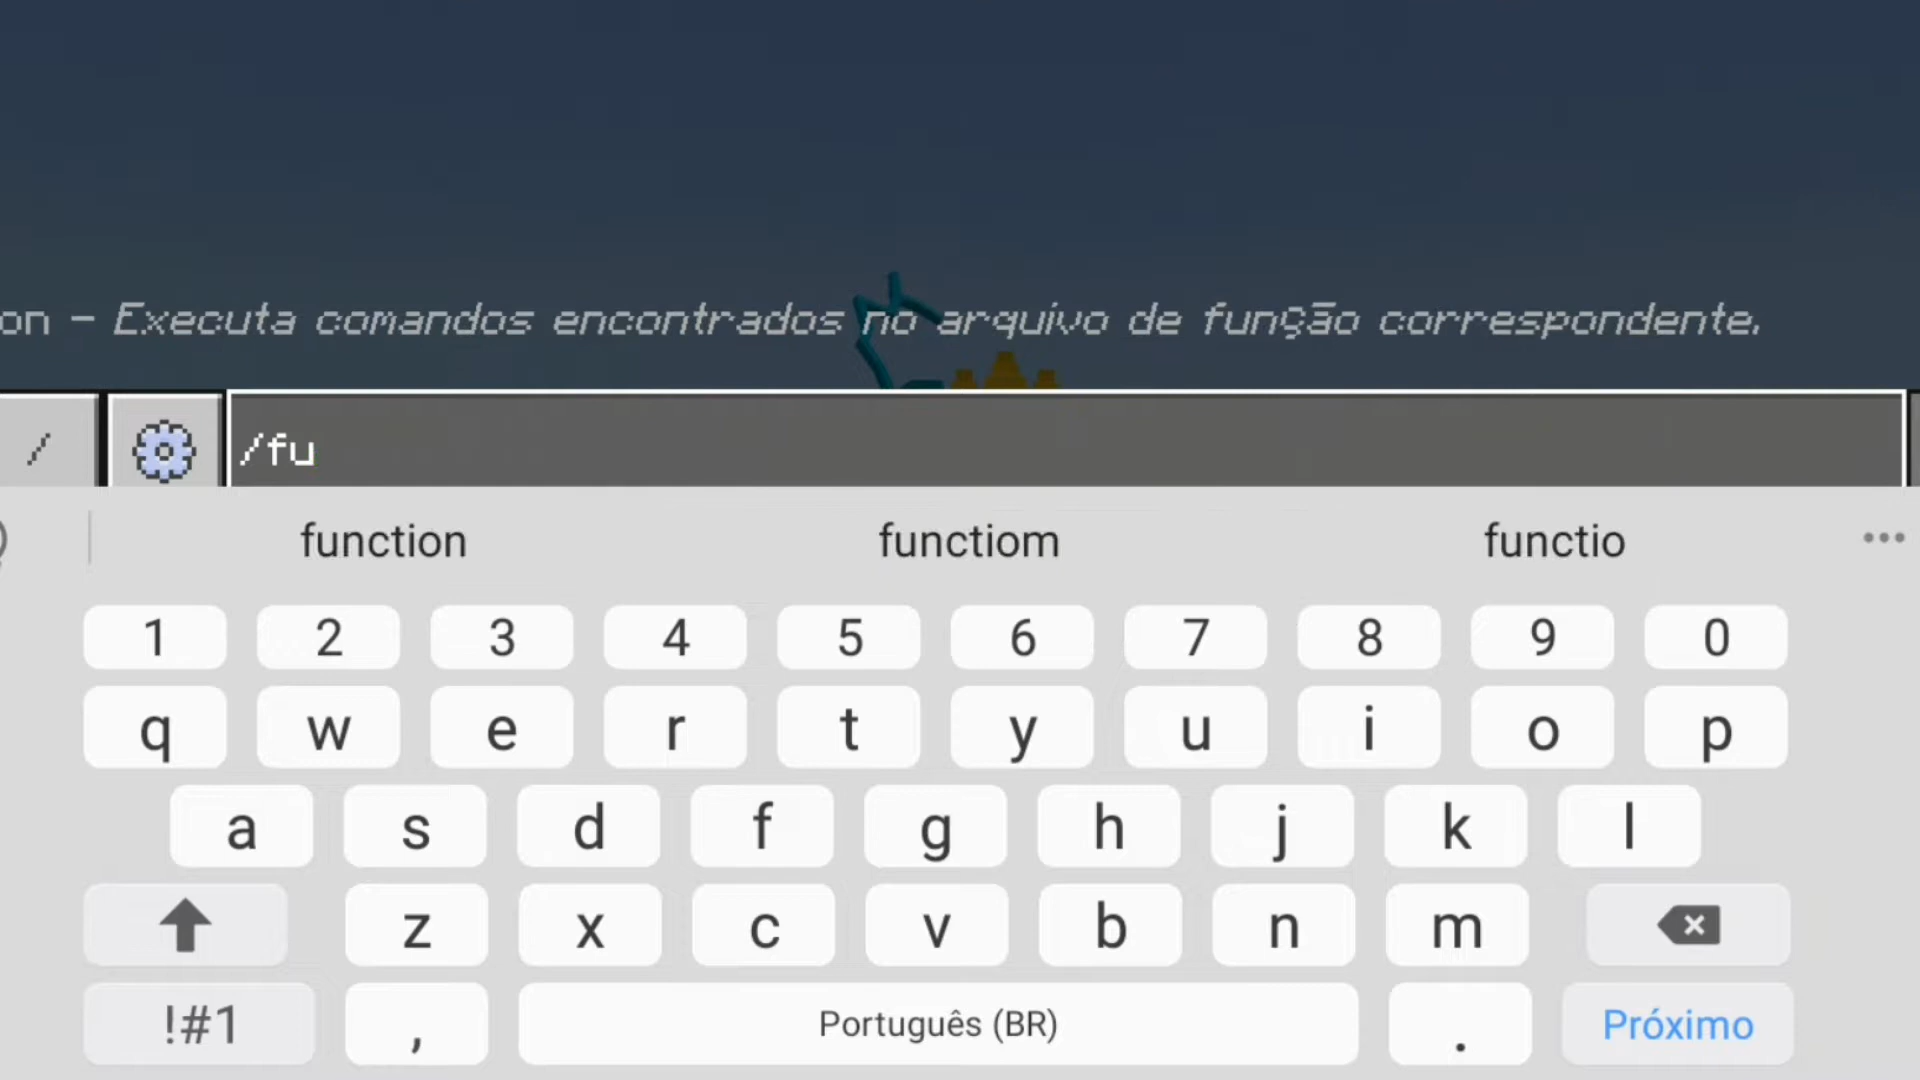 on - Executa comandos encontrados no arquivo de função correspondente.
/ /fu
function functiom functio
1 2 3 4 5 6 7 8 9 0
q w e r t y u i o p
a s d f g h j k l
z x c v b n m
!#1 , Português (BR) . Próximo